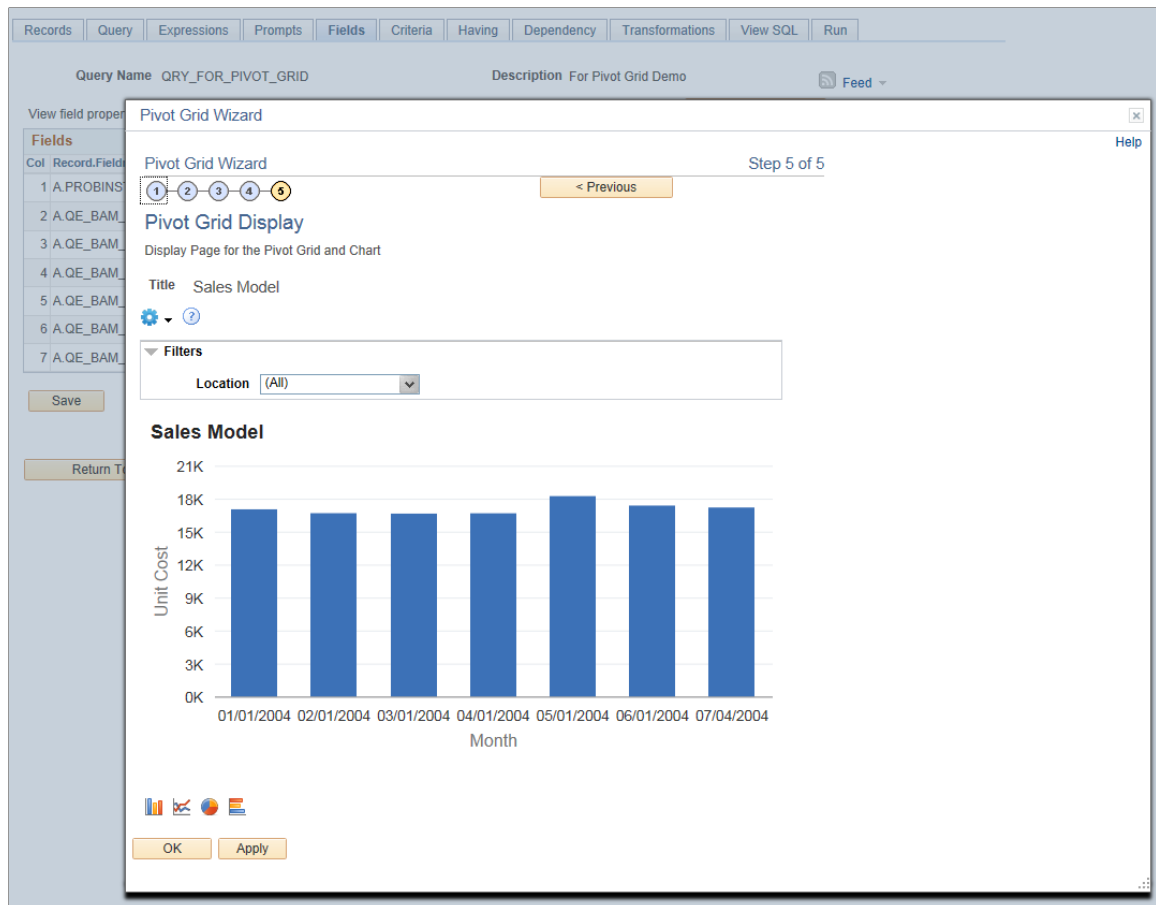 Records Query Expressions Prompts Fields Criteria Having Dependency Transformations View SQL Run
Query Name QRY_FOR_PIVOT_GRID Description For Pivot Grid Demo Feed
View field proper
Pivot Grid Wizard
Help
Fields
Col Record.Fieldn
1 A.PROBINS
2 A.QE_BAM_
3 A.QE_BAM_
4 A.QE_BAM_
5 A.QE_BAM_
6 A.QE_BAM_
7 A.QE_BAM_
Save
Return T
Pivot Grid Wizard Step 5 of 5
1 2 3 4 5 < Previous
Pivot Grid Display
Display Page for the Pivot Grid and Chart
Title Sales Model
?
Filters
Location (All)
Sales Model
21K
18K
15K
12K
9K
6K
3K
0K
Unit Cost
01/01/2004 02/01/2004 03/01/2004 04/01/2004 05/01/2004 06/01/2004 07/04/2004
Month
OK Apply